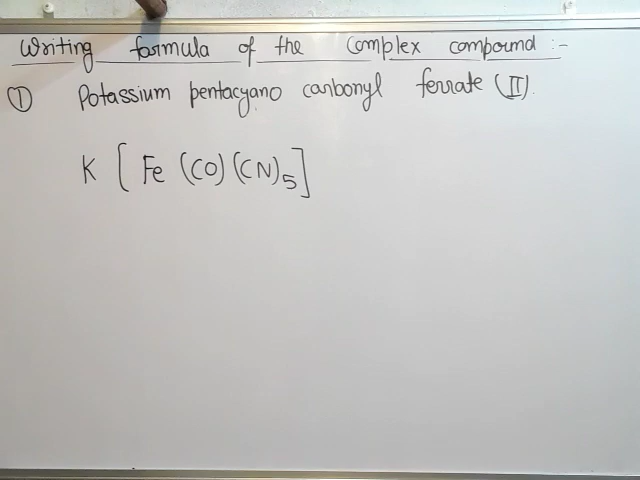 Writing formula of the complex compound :-
① Potassium pentacyano carbonyl ferrate (II).
K [Fe (CO) (CN)₅]